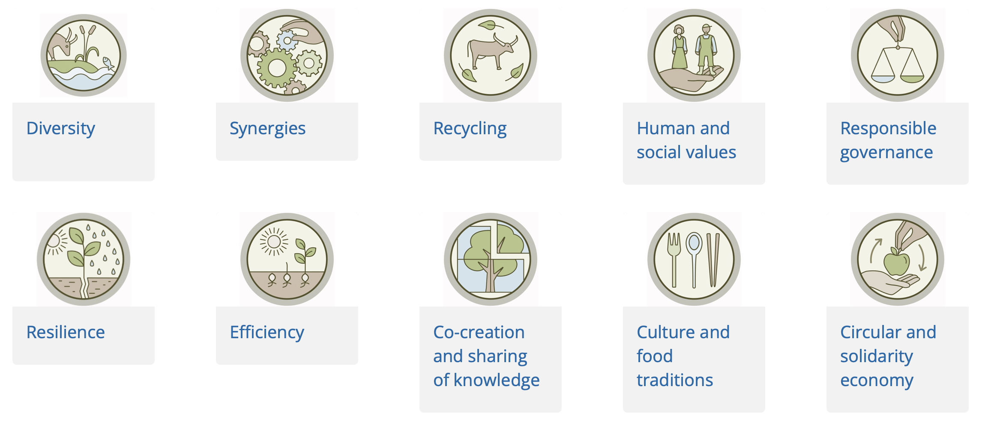 Diversity
Synergies
Recycling
Human and
social values
Responsible
governance
Resilience
Efficiency
Co-creation
and sharing
of knowledge
Culture and
food
traditions
Circular and
solidarity
economy